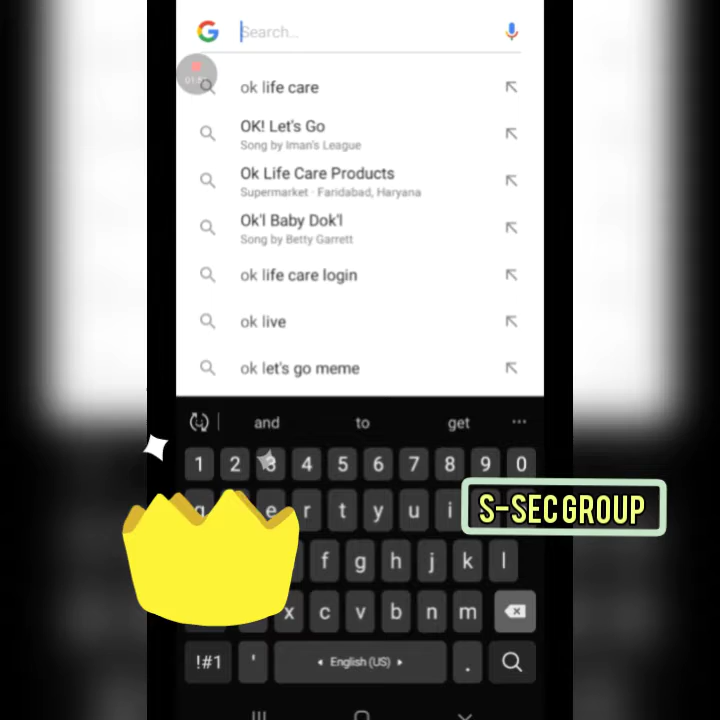 Search...
ok life care
OK! Let's Go
Song by Iman's League
Ok Life Care Products
Supermarket · Faridabad, Haryana
Ok'l Baby Dok'l
Song by Betty Garrett
ok life care login
ok live
ok let's go meme
and to get ...
1 2 3 4 5 6 7 8 9 0
q e r t y u i
S-SEC GROUP
f g h j k l
x c v b n m
!#1 ' English (US) .